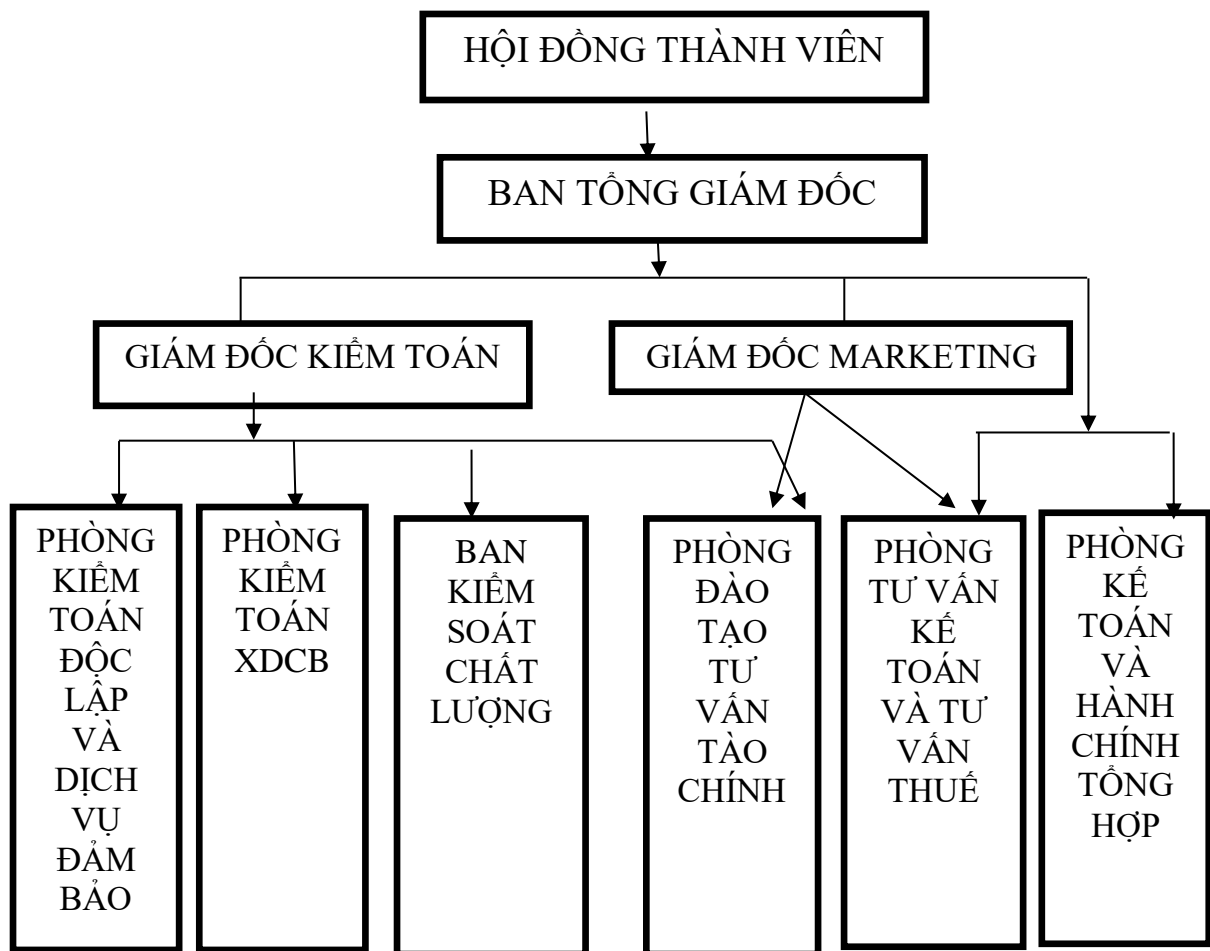 HỘI ĐỒNG THÀNH VIÊN
BAN TỔNG GIÁM ĐỐC
GIÁM ĐỐC KIỂM TOÁN
GIÁM ĐỐC MARKETING
PHÒNG
KIỂM
TOÁN
ĐỘC
LẬP
VÀ
DỊCH
VỤ
ĐẢM
BẢO
PHÒNG
KIỂM
TOÁN
XDCB
BAN
KIỂM
SOÁT
CHẤT
LƯỢNG
PHÒNG
ĐÀO
TẠO
TƯ
VẤN
TÀO
CHÍNH
PHÒNG
TƯ VẤN
KẾ
TOÁN
VÀ TƯ
VẤN
THUẾ
PHÒNG
KẾ
TOÁN
VÀ
HÀNH
CHÍNH
TỔNG
HỢP